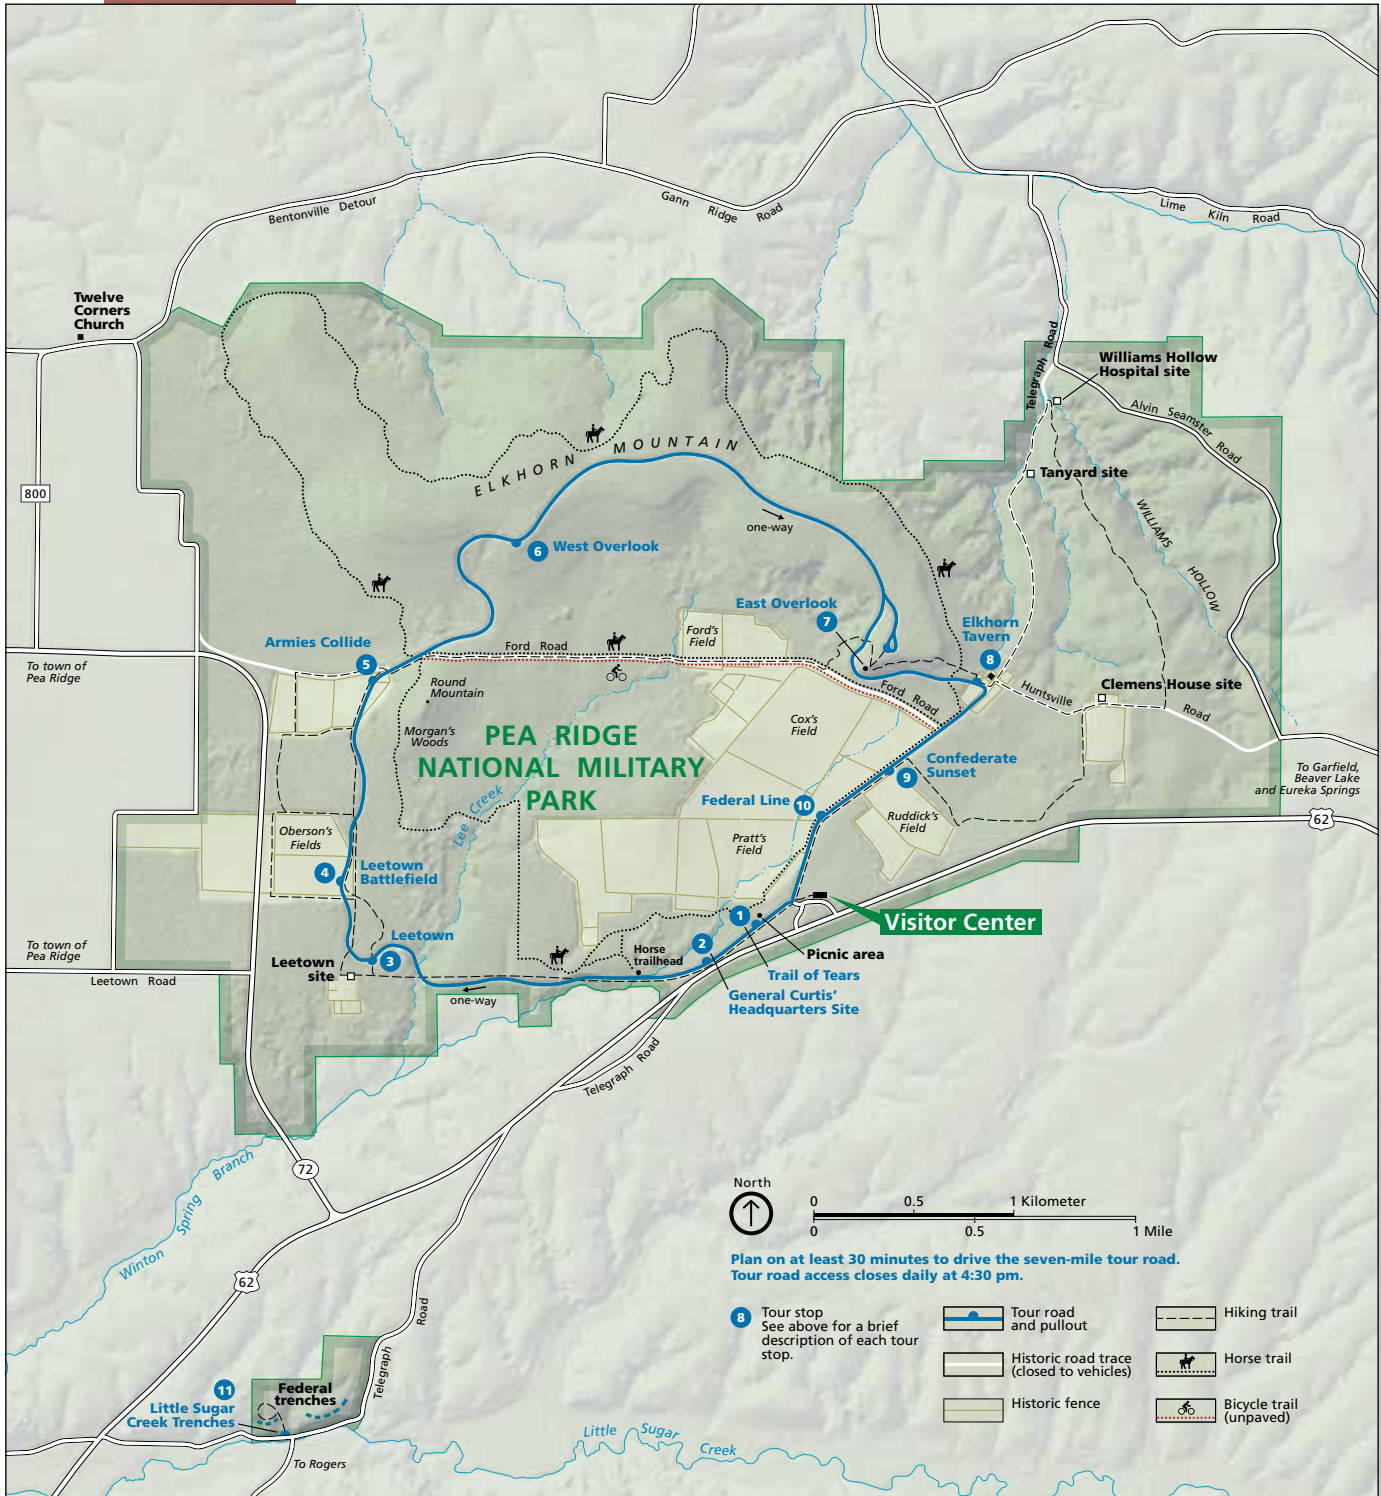 Bentonville Detour
Gann Ridge Road
Lime Kiln Road
Twelve
Corners
Church
Telegraph Road
Williams Hollow
Hospital site
Alvin Seamster Road
ELKHORN MOUNTAIN
Tanyard site
800
one-way
WILLIAMS HOLLOW
6 West Overlook
East Overlook
7
Elkhorn
Tavern
8
Ford's
Field
Armies Collide
5
Ford Road
To town of
Pea Ridge
Round
Mountain
Ford Road
Huntsville Road
Clemens House site
Morgan's
Woods
PEA RIDGE
NATIONAL MILITARY
PARK
Cox's
Field
Confederate
Sunset
9
To Garfield,
Beaver Lake
and Eureka Springs
Lee Creek
Federal Line 10
62
Ruddick's
Field
Oberson's
Fields
Pratt's
Field
4 Leetown
Battlefield
1
Visitor Center
Leetown
3
2
To town of
Pea Ridge
Leetown
site
Horse
trailhead
Picnic area
Trail of Tears
Leetown Road
one-way
General Curtis'
Headquarters Site
Telegraph Road
72
Winton Spring Branch
North
0 0.5 1 Kilometer
0 0.5 1 Mile
Plan on at least 30 minutes to drive the seven-mile tour road.
Tour road access closes daily at 4:30 pm.
62
Telegraph Road
8 Tour stop
See above for a brief
description of each tour
stop.
Tour road
and pullout
Historic road trace
(closed to vehicles)
Historic fence
Hiking trail
Horse trail
Bicycle trail
(unpaved)
11
Federal
trenches
Little Sugar
Creek Trenches
Little Sugar Creek
To Rogers